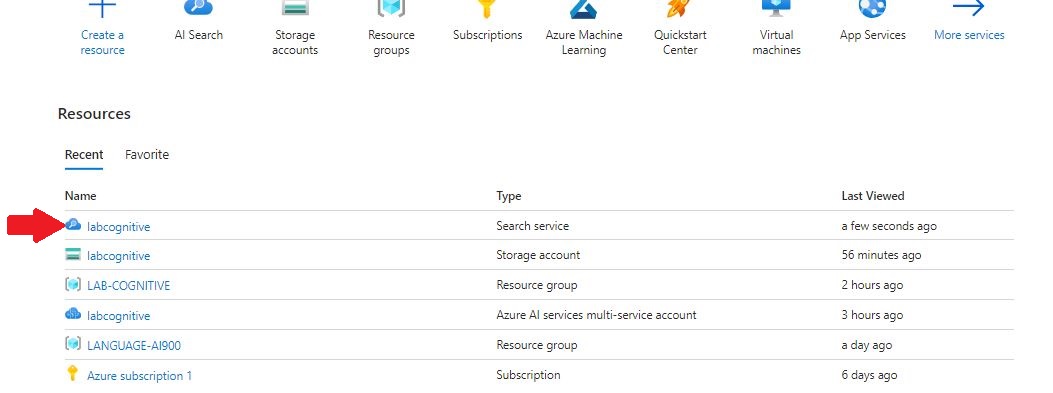 Create a resource
AI Search
Storage accounts
Resource groups
Subscriptions
Azure Machine Learning
Quickstart Center
Virtual machines
App Services
More services
Resources
Recent Favorite
Name Type Last Viewed
labcognitive Search service a few seconds ago
labcognitive Storage account 56 minutes ago
LAB-COGNITIVE Resource group 2 hours ago
labcognitive Azure AI services multi-service account 3 hours ago
LANGUAGE-AI900 Resource group a day ago
Azure subscription 1 Subscription 6 days ago